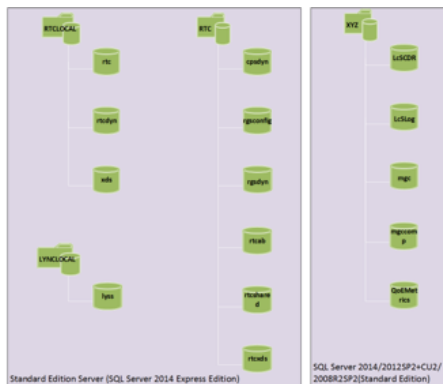 RTCLOCAL
rtc
rtcdyn
xds
LYNCLOCAL
lyss
RTC
cpsdyn
rgsconfig
rgsdyn
rtcab
rtcshare
d
rtcxds
Standard Edition Server (SQL Server 2014 Express Edition)
XYZ
LcSCDR
LcSLog
mgc
mgccom
p
QoEMet
rics
SQL Server 2014/2012SP2+CU2/
2008R2SP2(Standard Edition)